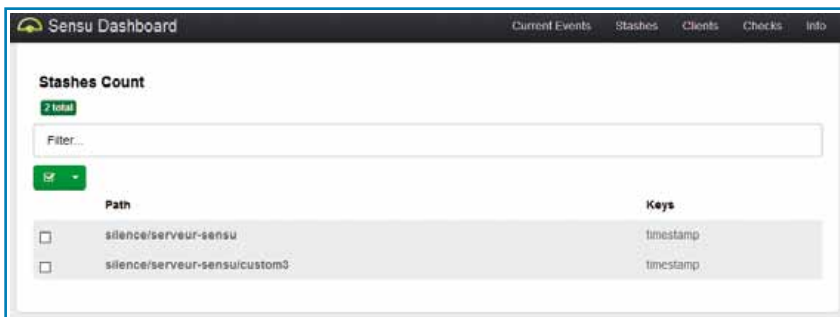 Sensu Dashboard Current Events Stashes Clients Checks Info
Stashes Count
2 total
Filter...
Path Keys
silence/serveur-sensu timestamp
silence/serveur-sensu/custom3 timestamp